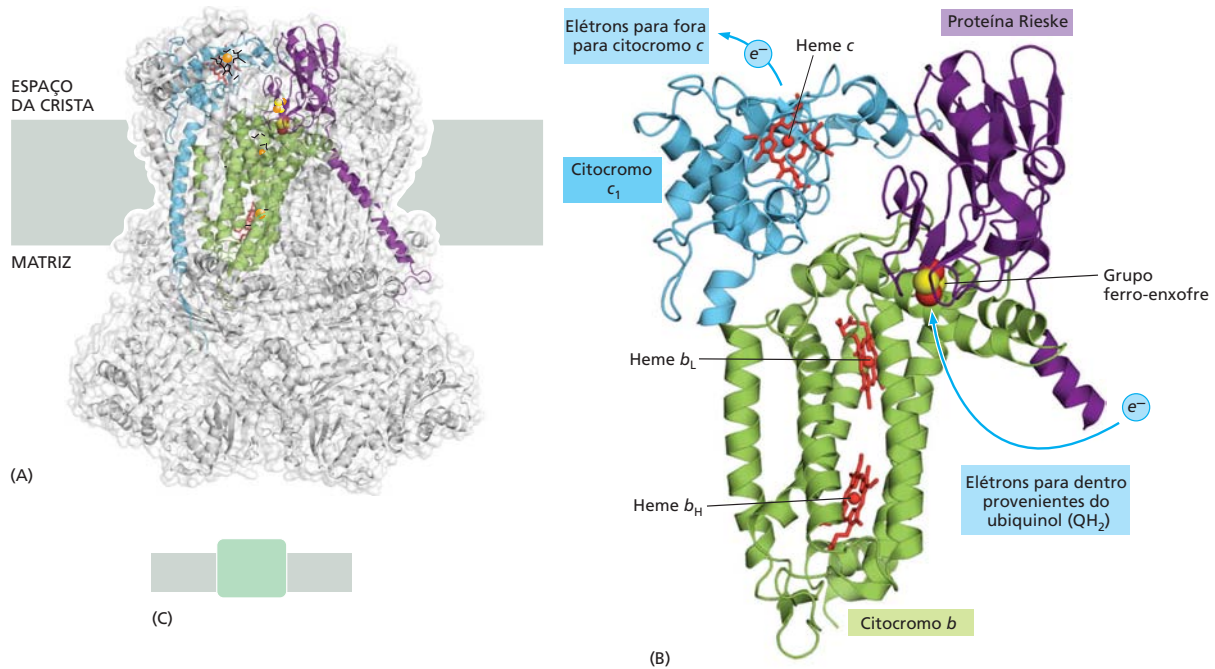 ESPAÇO
DA CRISTA
MATRIZ
(A)
(C)
Elétrons para fora
para citocromo c
e–
Heme c
Proteína Rieske
Citocromo
c1
Grupo
ferro-enxofre
Heme bL
e–
Heme bH
Elétrons para dentro
provenientes do
ubiquinol (QH2)
Citocromo b
(B)